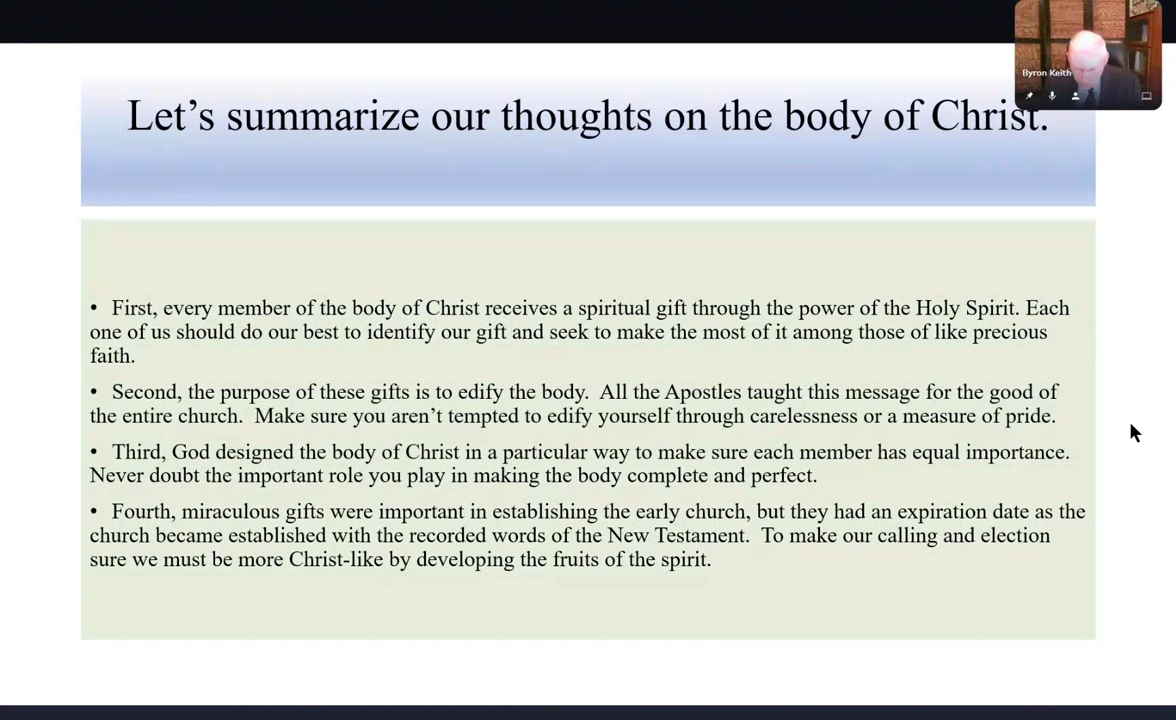 Byron Keith
Let’s summarize our thoughts on the body of Christ.
• First, every member of the body of Christ receives a spiritual gift through the power of the Holy Spirit. Each
one of us should do our best to identify our gift and seek to make the most of it among those of like precious
faith.
• Second, the purpose of these gifts is to edify the body.  All the Apostles taught this message for the good of
the entire church.  Make sure you aren’t tempted to edify yourself through carelessness or a measure of pride.
• Third, God designed the body of Christ in a particular way to make sure each member has equal importance.
Never doubt the important role you play in making the body complete and perfect.
• Fourth, miraculous gifts were important in establishing the early church, but they had an expiration date as the
church became established with the recorded words of the New Testament.  To make our calling and election
sure we must be more Christ-like by developing the fruits of the spirit.